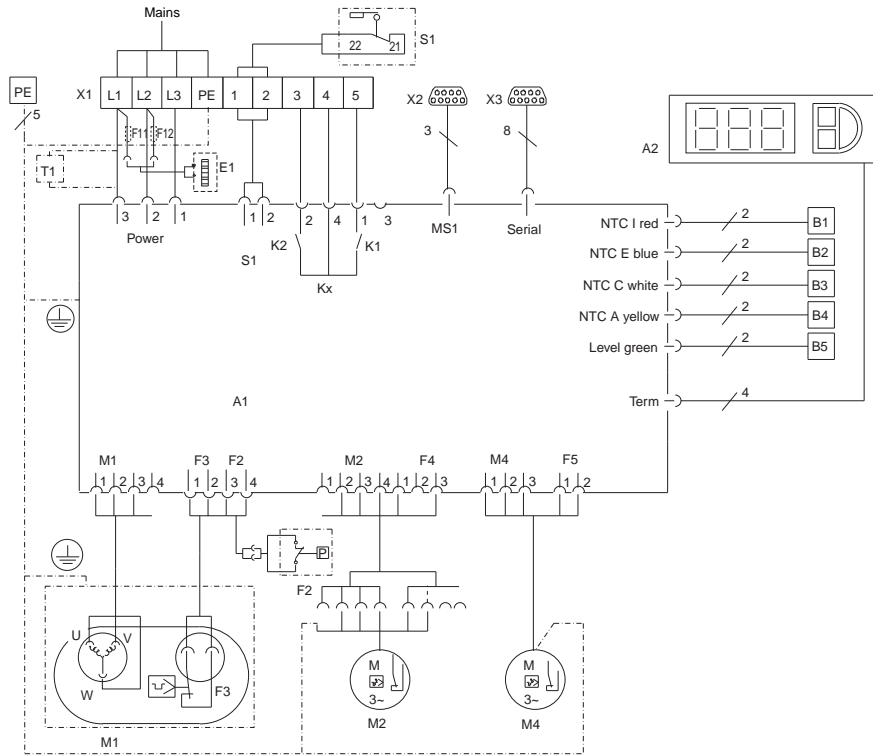 Mains
22 21 S1
PE
X1 L1 L2 L3 PE 1 2 3 4 5
X2 X3
A2
5
F11 F12
3 8
T1
E1
3 2 1 1 2 2 4 1 3
Power S1 K2 K1 MS1 Serial
Kx
NTC I red 2 B1
NTC E blue 2 B2
NTC C white 2 B3
NTC A yellow 2 B4
Level green 2 B5
A1
Term 4
M1 F3 F2 M2 F4 M4 F5
1 2 3 4 1 2 3 4 1 2 3 4 1 2 3 1 2 3 1 2
P
F2
U V
W F3
M
3~
M
3~
M1 M2 M4